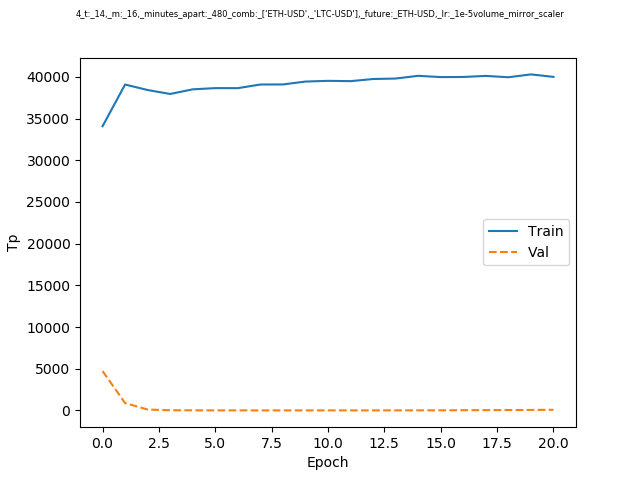 4_t:_14,_m:_16,_minutes_apart:_480_comb:_['ETH-USD',_'LTC-USD'],_future:_ETH-USD,_lr:_1e-5volume_mirror_scaler
40000
35000
30000
25000
20000
15000
10000
5000
0
Tp
Train
Val
0.0 2.5 5.0 7.5 10.0 12.5 15.0 17.5 20.0
Epoch